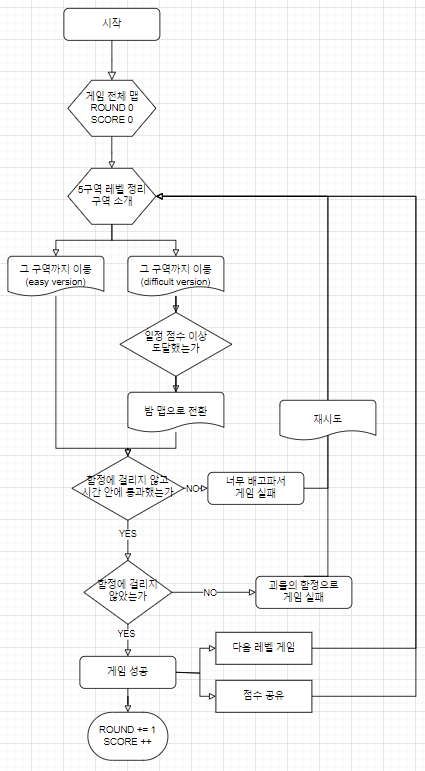 시작
게임 전체 맵
ROUND 0
SCORE 0
5구역 레벨 정리
구역 소개
그 구역까지 이동
(easy version)
그 구역까지 이동
(difficult version)
일정 점수 이상
도달했는가
밤 맵으로 전환
재시도
함정에 걸리지 않고
시간 안에 통과했는가
NO
너무 배고파서
게임 실패
YES
함정에 걸리지
않았는가
NO
괴물의 함정으로
게임 실패
YES
게임 성공
다음 레벨 게임
점수 공유
ROUND += 1
SCORE ++